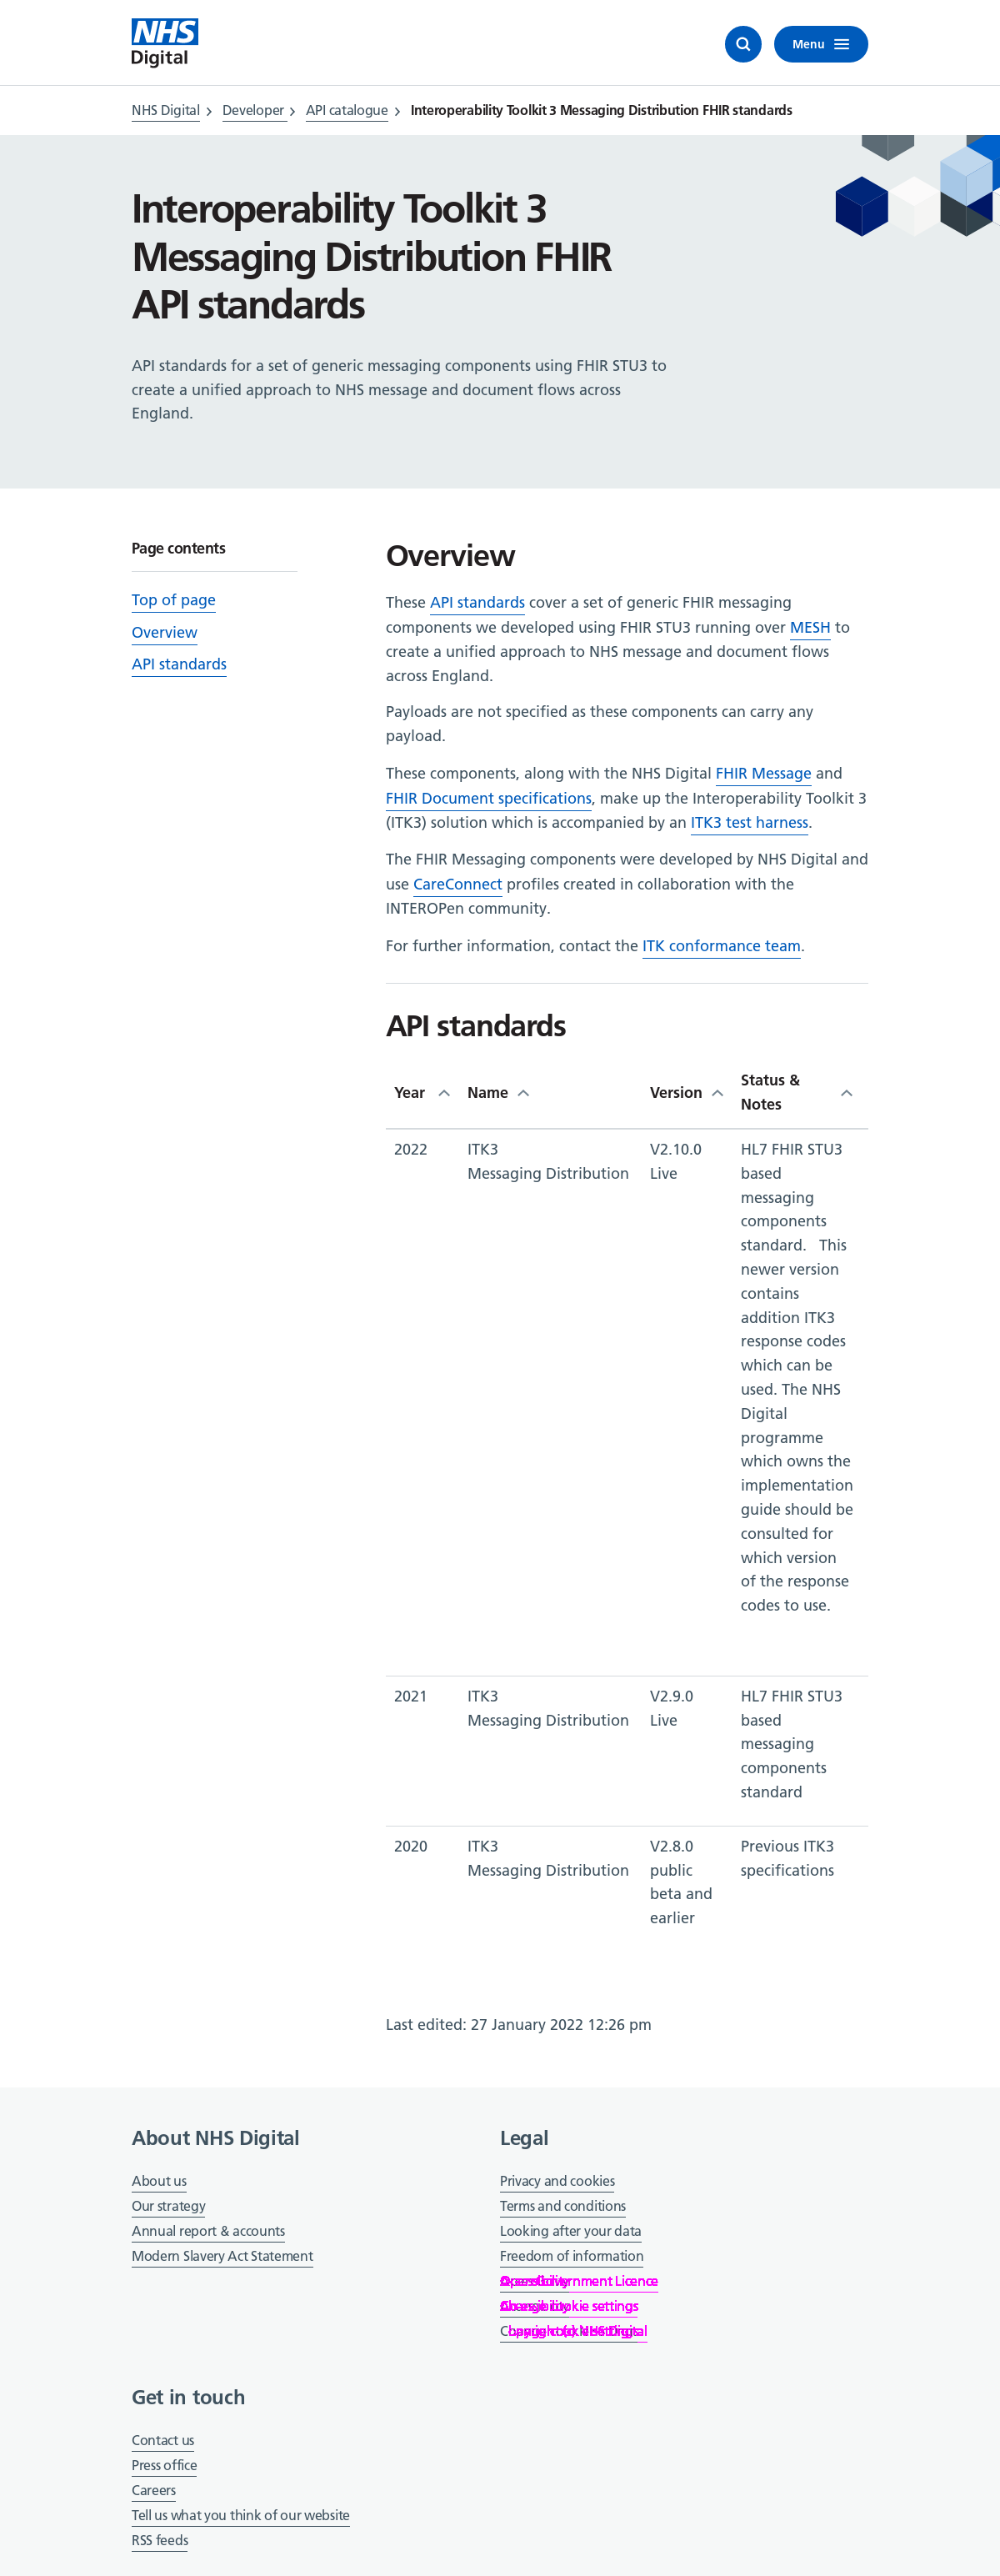 NHS
Digital
Menu
NHS Digital > Developer > API catalogue > Interoperability Toolkit 3 Messaging Distribution FHIR standards
Interoperability Toolkit 3
Messaging Distribution FHIR
API standards
API standards for a set of generic messaging components using FHIR STU3 to
create a unified approach to NHS message and document flows across
England.
Page contents
Top of page
Overview
API standards
Overview
These API standards cover a set of generic FHIR messaging
components we developed using FHIR STU3 running over MESH to
create a unified approach to NHS message and document flows
across England.
Payloads are not specified as these components can carry any
payload.
These components, along with the NHS Digital FHIR Message and
FHIR Document specifications, make up the Interoperability Toolkit 3
(ITK3) solution which is accompanied by an ITK3 test harness.
The FHIR Messaging components were developed by NHS Digital and
use CareConnect profiles created in collaboration with the
INTEROPen community.
For further information, contact the ITK conformance team.
API standards
Year
Name
Version
Status &
Notes
2022
ITK3
Messaging Distribution
V2.10.0
Live
HL7 FHIR STU3
based
messaging
components
standard. This
newer version
contains
addition ITK3
response codes
which can be
used. The NHS
Digital
programme
which owns the
implementation
guide should be
consulted for
which version
of the response
codes to use.
2021
ITK3
Messaging Distribution
V2.9.0
Live
HL7 FHIR STU3
based
messaging
components
standard
2020
ITK3
Messaging Distribution
V2.8.0
public
beta and
earlier
Previous ITK3
specifications
Last edited: 27 January 2022 12:26 pm
About NHS Digital
About us
Our strategy
Annual report & accounts
Modern Slavery Act Statement
Legal
Privacy and cookies
Terms and conditions
Looking after your data
Freedom of information
Get in touch
Contact us
Press office
Careers
Tell us what you think of our website
RSS feeds